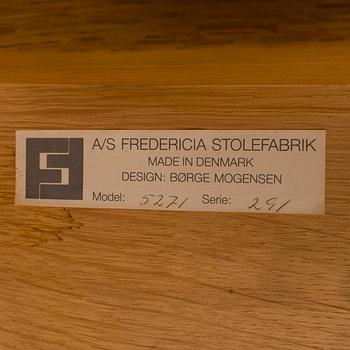 A/S FREDERICIA STOLEFABRIK
MADE IN DENMARK
DESIGN: BØRGE MOGENSEN
Model: 5271 Serie: 291